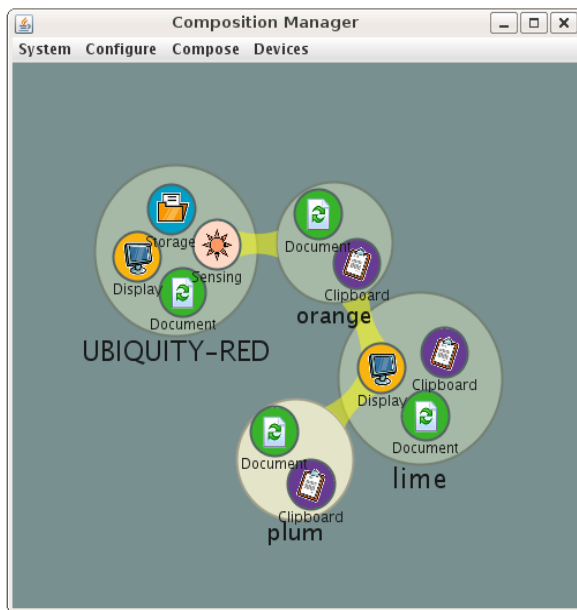 Composition Manager
System Configure Compose Devices
Storage
Sensing
Display
Document
UBIQUITY-RED
Document
Clipboard
orange
Clipboard
Display
Document
lime
Document
Clipboard
plum